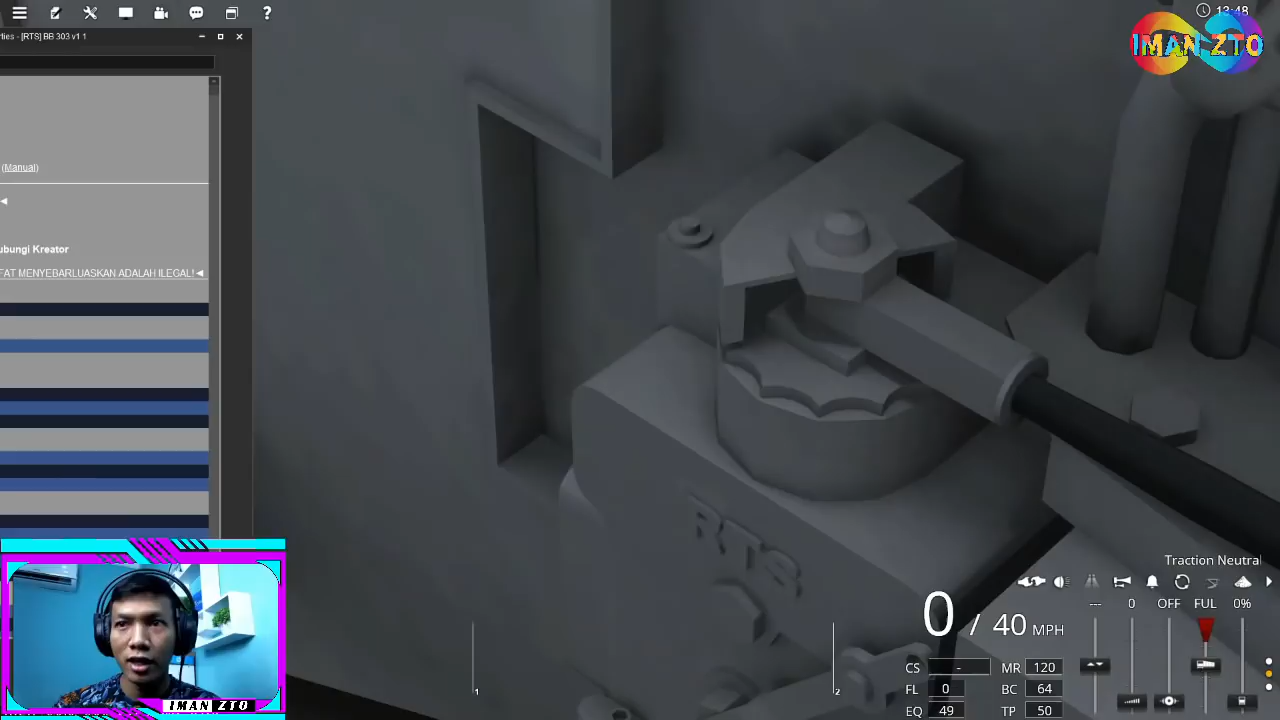 ?
13:48
IMAN ZTO
rties - [RTS] BB 303 v1 1
(Manual)
ubungi Kreator
FAT MENYEBARLUASKAN ADALAH ILEGAL!
RTS
Traction Neutral
--- 0 OFF FUL 0%
0 / 40 MPH
CS - MR 120
FL 0 BC 64
EQ 49 TP 50
1
2
IMAN ZTO